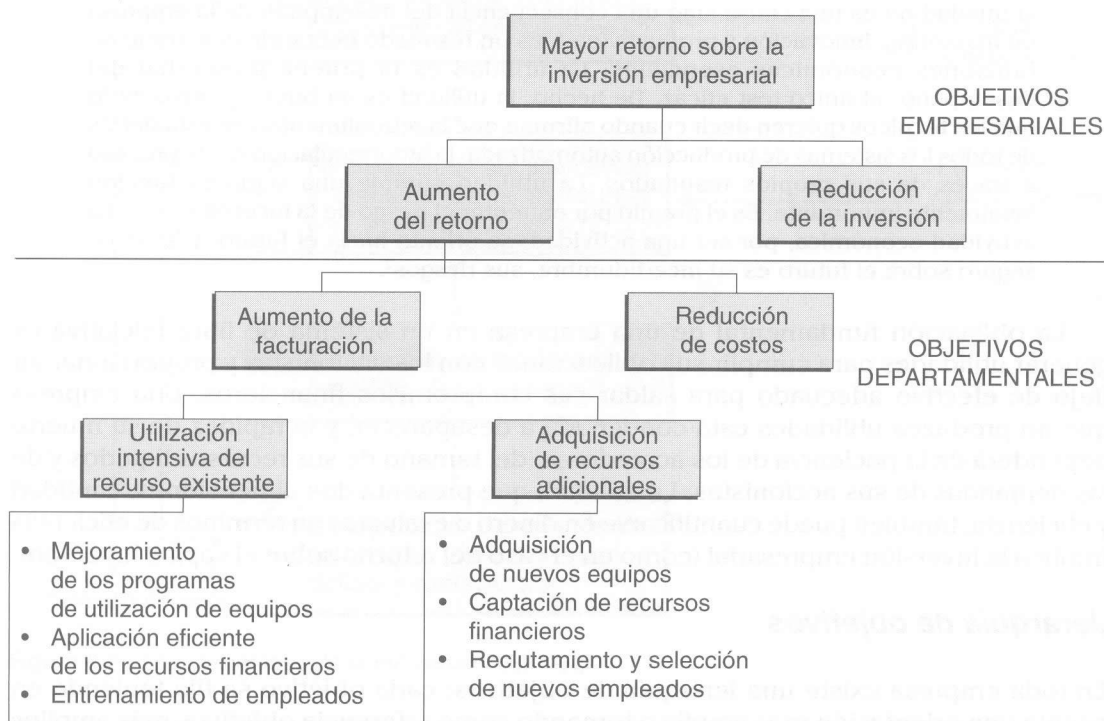 Mayor retorno sobre la
inversión empresarial
OBJETIVOS
EMPRESARIALES
Aumento
del retorno
Reducción
de la inversión
Aumento de la
facturación
Reducción
de costos
OBJETIVOS
DEPARTAMENTALES
Utilización
intensiva del
recurso existente
Adquisición
de recursos
adicionales
• Mejoramiento
de los programas
de utilización de equipos
• Aplicación eficiente
de los recursos financieros
• Entrenamiento de empleados
• Adquisición
de nuevos equipos
• Captación de recursos
financieros
• Reclutamiento y selección
de nuevos empleados